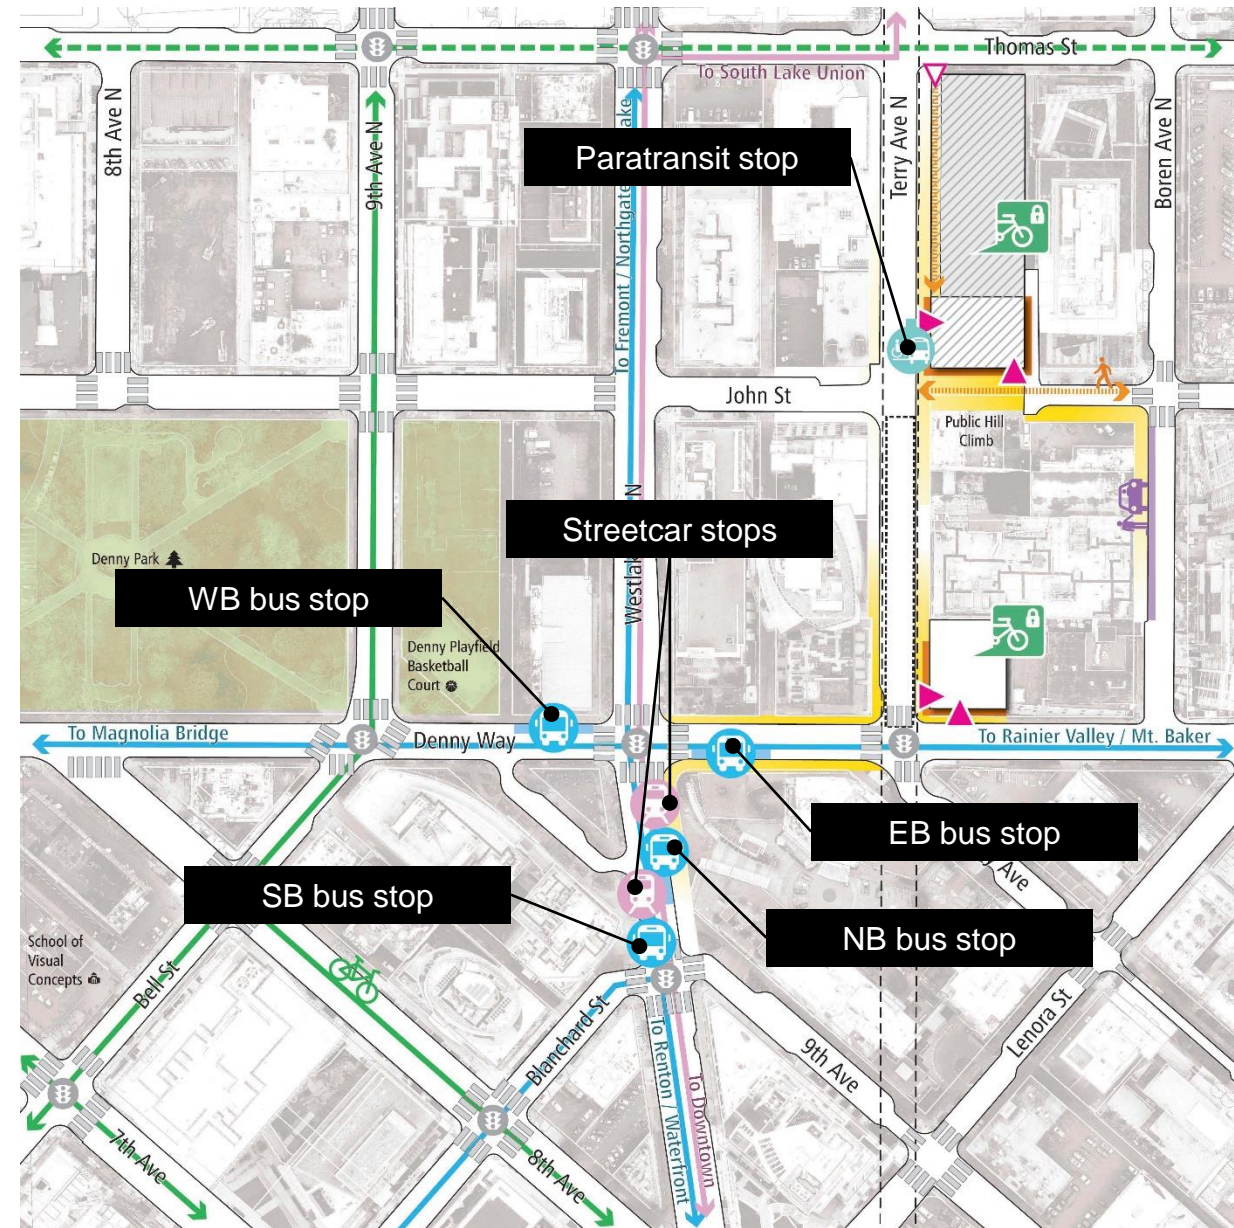 Thomas St
To South Lake Union
8th Ave N
9th Ave N
To Fremont / Northgate
ake
Terry Ave N
Boren Ave N
Paratransit stop
John St
Public Hill
Climb
Streetcar stops
Denny Park
WB bus stop
Westlak
N
Denny Playfield
Basketball
Court
To Magnolia Bridge
Denny Way
To Rainier Valley / Mt. Baker
EB bus stop
Ave
SB bus stop
NB bus stop
School of
Visual
Concepts
Bell St
Blanchard St
To Renton / Waterfront
To Downtown
9th Ave
Lenora St
7th Ave
8th Ave